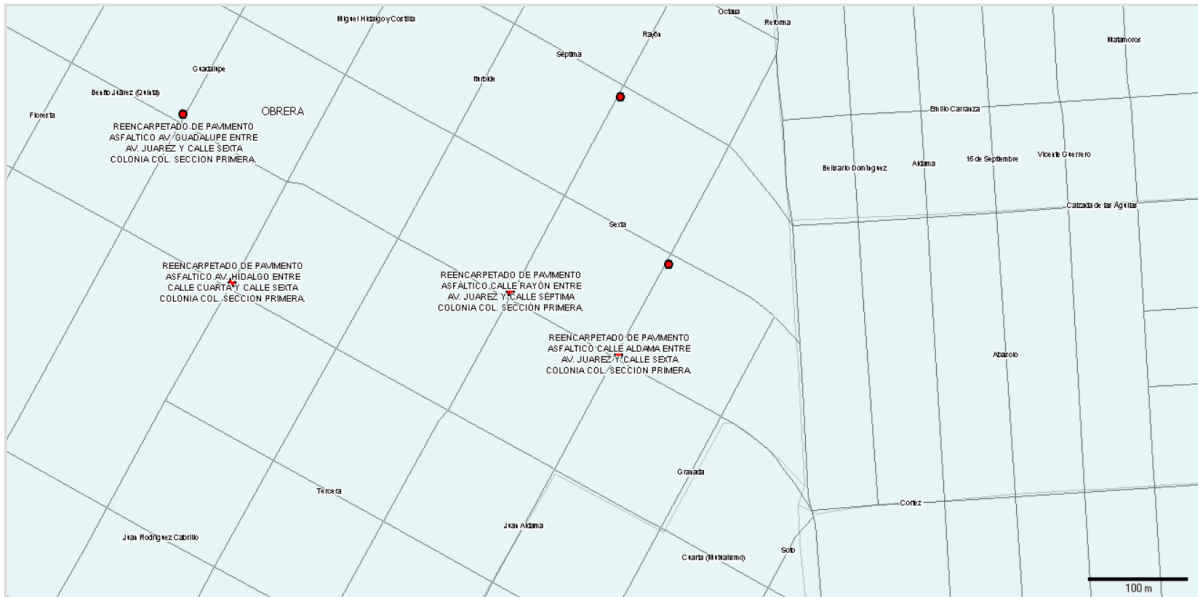 Octava
Reforma
Miguel Hidalgo y Costilla
Rayón
Matamoros
Séptima
Guadalupe
Iturbide
Benito Juárez (Quinta)
Floresta
OBRERA
Emilio Carranza
REENCARPETADO DE PAVIMENTO
ASFALTICO AV. GUADALUPE ENTRE
AV. JUAREZ Y CALLE SEXTA
COLONIA COL. SECCION PRIMERA.
Belisario Domínguez
Aldama
16 de Septiembre
Vicente Guerrero
Calzada de las Águilas
Sexta
REENCARPETADO DE PAVIMENTO
ASFALTICO AV. HIDALGO ENTRE
CALLE CUARTA Y CALLE SEXTA
COLONIA COL. SECCION PRIMERA.
REENCARPETADO DE PAVIMENTO
ASFÁLTICO CALLE RAYÓN ENTRE
AV. JUAREZ Y CALLE SÉPTIMA
COLONIA COL. SECCIÓN PRIMERA.
REENCARPETADO DE PAVIMENTO
ASFALTICO CALLE ALDAMA ENTRE
AV. JUAREZ Y CALLE SEXTA
COLONIA COL. SECCION PRIMERA.
Abasolo
Granada
Tercera
Cortez
Juan Aldama
Juan Rodríguez Cabrillo
Cuarta (Mutualismo)
Soto
100 m